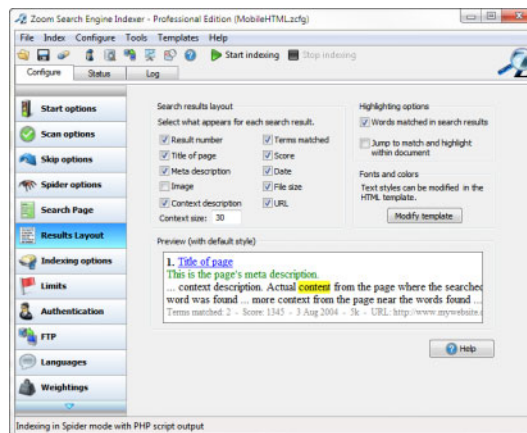 Zoom Search Engine Indexer - Professional Edition (MobileHTML.zcfg)
File Index Configure Tools Templates Help
Start indexing Stop indexing
Configure Status Log
Start options
Scan options
Skip options
Spider options
Search Page
Results Layout
Indexing options
Limits
Authentication
FTP
Languages
Weightings
Search results layout
Select what appears for each search result.
Result number Terms matched
Title of page Score
Meta description Date
Image File size
Context description URL
Context size: 30
Highlighting options
Words matched in search results
Jump to match and highlight
within document
Fonts and colors
Text styles can be modified in the
HTML template.
Modify template
Preview (with default style)
1. Title of page
This is the page's meta description.
... context description. Actual content from the page where the searched
word was found ... more context from the page near the words found ...
Terms matched: 2 - Score: 1345 - 3 Aug 2004 - 5k - URL: http://www.mywebsite.c
Help
Indexing in Spider mode with PHP script output